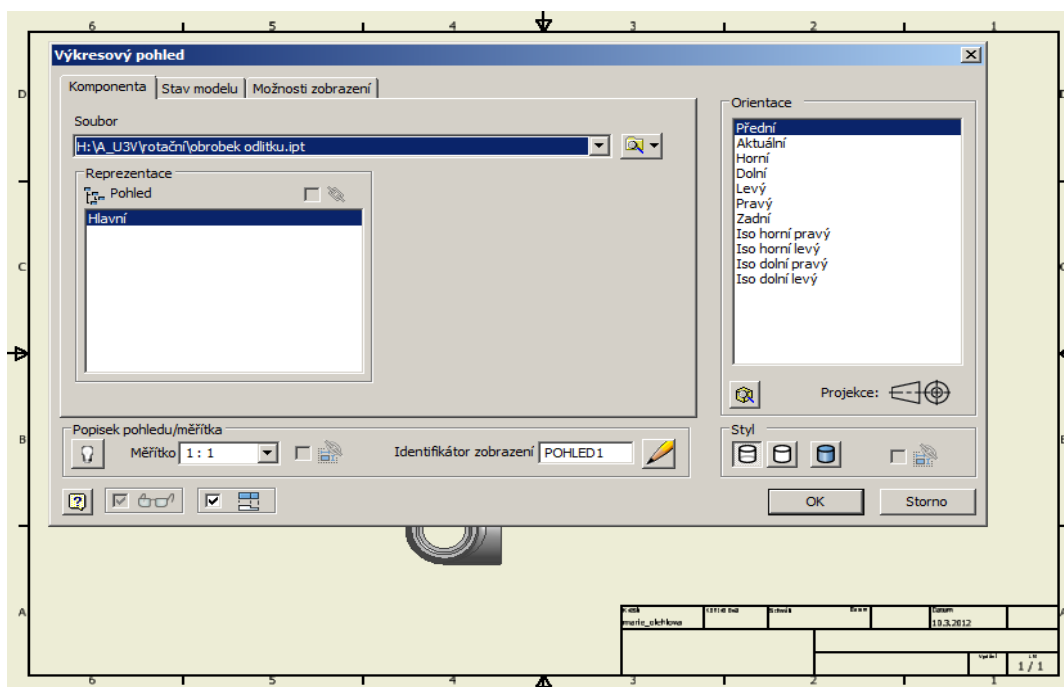 6 5 4 3 2 1
Výkresový pohled
Komponenta Stav modelu Možnosti zobrazení
D D
Soubor
H:\A_U3V\rotační\obrobek odlitku.ipt
Reprezentace
Pohled
Hlavní
Orientace
Přední
Aktuální
Horní
Dolní
Levý
Pravý
Zadní
Iso horní pravý
Iso horní levý
Iso dolní pravý
Iso dolní levý
C C
Projekce:
B
Popisek pohledu/měřítka
Měřítko 1 : 1
Identifikátor zobrazení POHLED1
Styl
OK Storno
A
Datum
10.3.2012
1 / 1
6 5 4 3 2 1